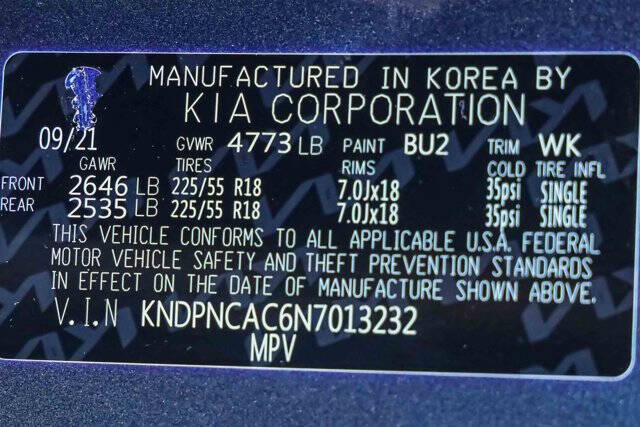 MANUFACTURED IN KOREA BY
KIA CORPORATION
09/21 GVWR 4773 LB PAINT BU2 TRIM WK
GAWR TIRES RIMS COLD TIRE INFL
FRONT 2646 LB 225/55 R18 7.0Jx18 35psi SINGLE
REAR 2535 LB 225/55 R18 7.0Jx18 35psi SINGLE
THIS VEHICLE CONFORMS TO ALL APPLICABLE U.S.A. FEDERAL
MOTOR VEHICLE SAFETY AND THEFT PREVENTION STANDARDS
IN EFFECT ON THE DATE OF MANUFACTURE SHOWN ABOVE.
V.I.N KNDPNCAC6N7013232
MPV